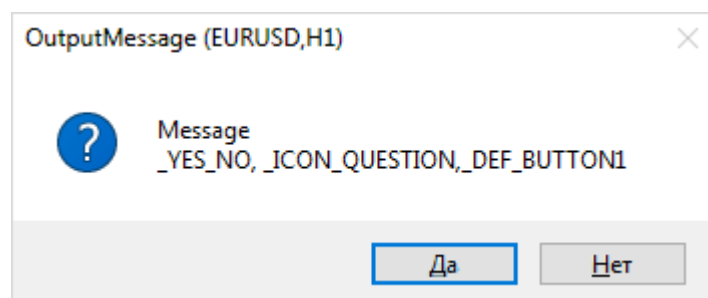 OutputMessage (EURUSD,H1)
Message
_YES_NO, _ICON_QUESTION,_DEF_BUTTON1
Да Нет